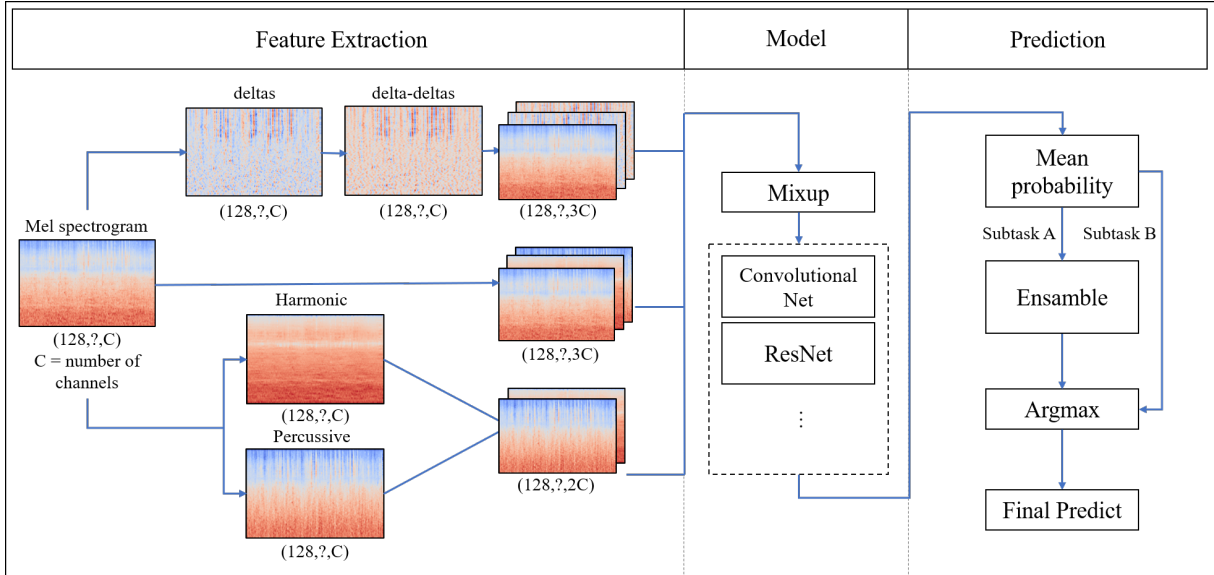 Feature Extraction
Model
Prediction
deltas
delta-deltas
(128,?,C)
(128,?,C)
(128,?,3C)
Mel spectrogram
(128,?,C)
C = number of
channels
(128,?,3C)
Harmonic
(128,?,C)
Percussive
(128,?,C)
(128,?,2C)
Mixup
Convolutional
Net
ResNet
⋮
Mean
probability
Subtask A
Subtask B
Ensamble
Argmax
Final Predict